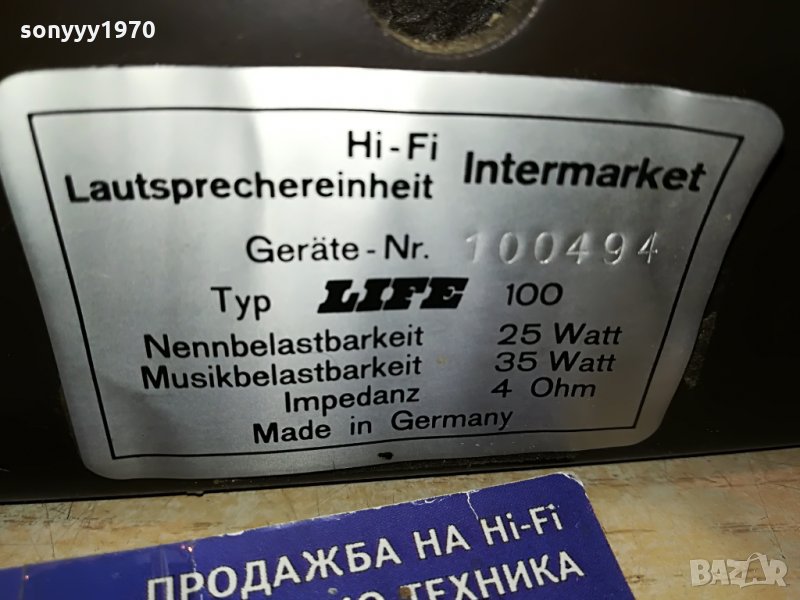 sonyyy1970
Hi-Fi
Lautsprechereinheit Intermarket
Geräte-Nr. 100494
Typ LIFE 100
Nennbelastbarkeit 25 Watt
Musikbelastbarkeit 35 Watt
Impedanz 4 Ohm
Made in Germany
ПРОДАЖБА НА Hi-Fi
ТЕХНИКА
BAZAR